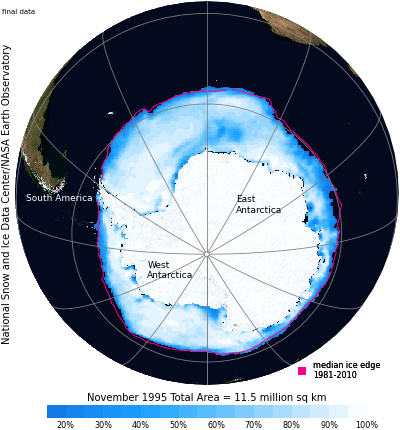 final data
National Snow and Ice Data Center/NASA Earth Observatory
South America
East
Antarctica
West
Antarctica
median ice edge
1981-2010
November 1995 Total Area = 11.5 million sq km
20% 30% 40% 50% 60% 70% 80% 90% 100%